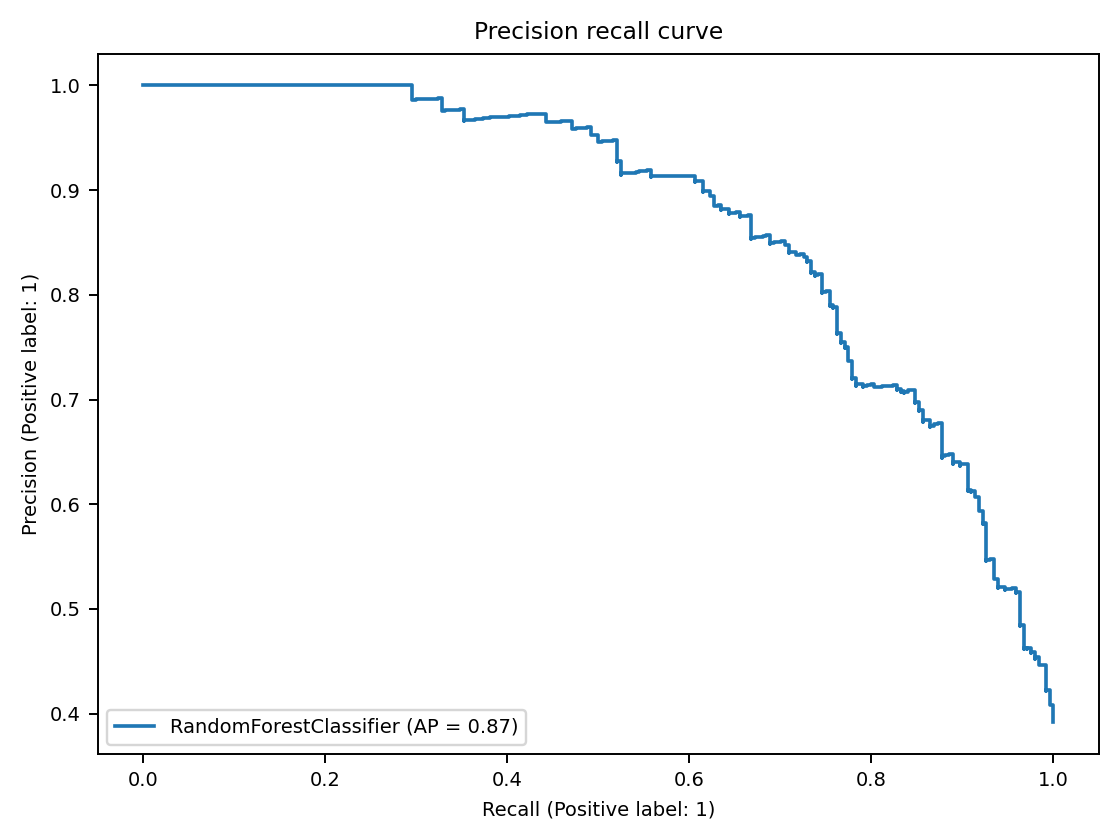 Precision recall curve
Precision (Positive label: 1)
1.0
0.9
0.8
0.7
0.6
0.5
0.4
RandomForestClassifier (AP = 0.87)
0.0 0.2 0.4 0.6 0.8 1.0
Recall (Positive label: 1)